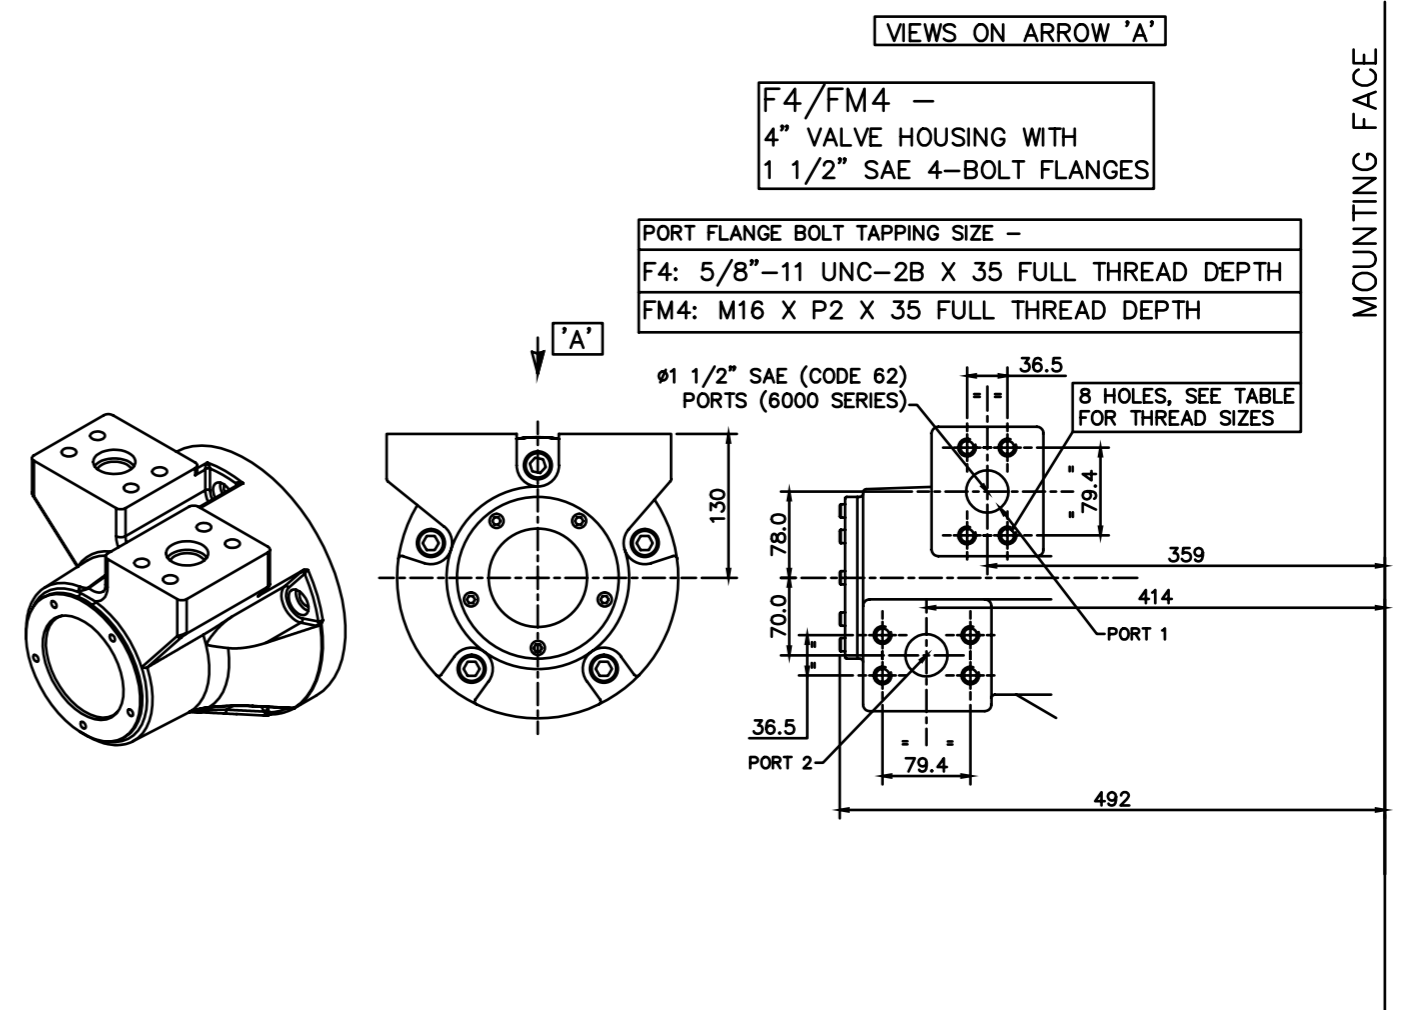 VIEWS ON ARROW 'A'
F4/FM4 –
4" VALVE HOUSING WITH
1 1/2" SAE 4–BOLT FLANGES
MOUNTING FACE
PORT FLANGE BOLT TAPPING SIZE –
F4: 5/8"–11 UNC–2B X 35 FULL THREAD DEPTH
FM4: M16 X P2 X 35 FULL THREAD DEPTH
'A'
ø1 1/2" SAE (CODE 62)
PORTS (6000 SERIES)
36.5
= =
8 HOLES, SEE TABLE
FOR THREAD SIZES
130
78.0
70.0
=
79.4
=
359
414
PORT 1
=
=
36.5
PORT 2
= =
79.4
492